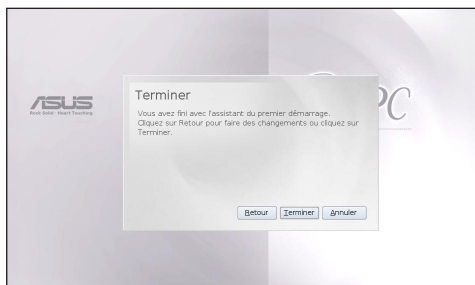 ASUS
Rock Solid · Heart Touching
PC
Terminer
Vous avez fini avec l'assistant du premier démarrage.
Cliquez sur Retour pour faire des changements ou cliquez sur
Terminer.
Retour Terminer Annuler